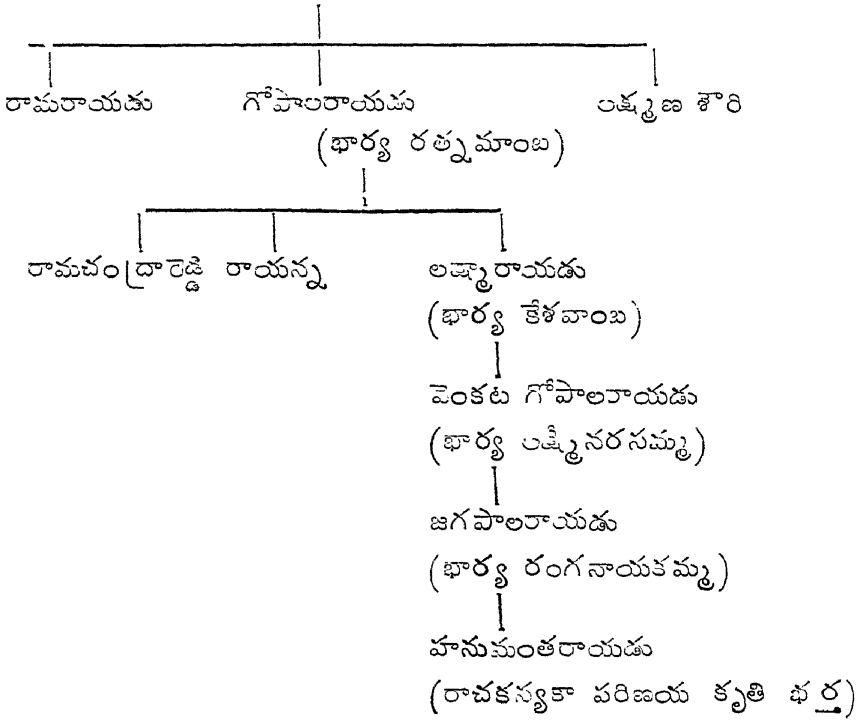 రామరాయడు గోపాలరాయడు లక్ష్మణ శౌరి
(భార్య రత్నమాంబ)
రామచంద్రారెడ్డి రాయన్న లక్ష్మారాయడు
(భార్య కేశవాంబ)
వెంకట గోపాలరాయడు
(భార్య లక్ష్మీనరసమ్మ)
జగపాలరాయడు
(భార్య రంగనాయకమ్మ)
హనుమంతరాయడు
(రాచకన్యకా పరిణయ కృతి భర్త)